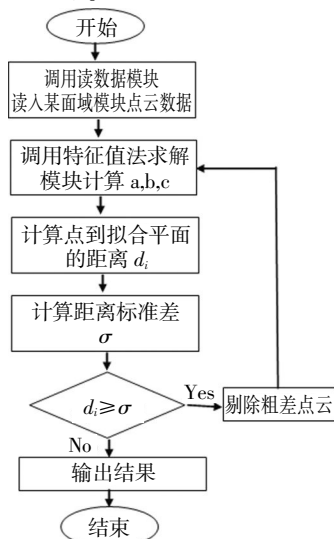 开始
调用读数据模块
读入某面域模块点云数据
调用特征值法求解
模块计算 a,b,c
计算点到拟合平面
的距离 dᵢ
计算距离标准差
σ
dᵢ≥σ
Yes
剔除粗差点云
No
输出结果
结束